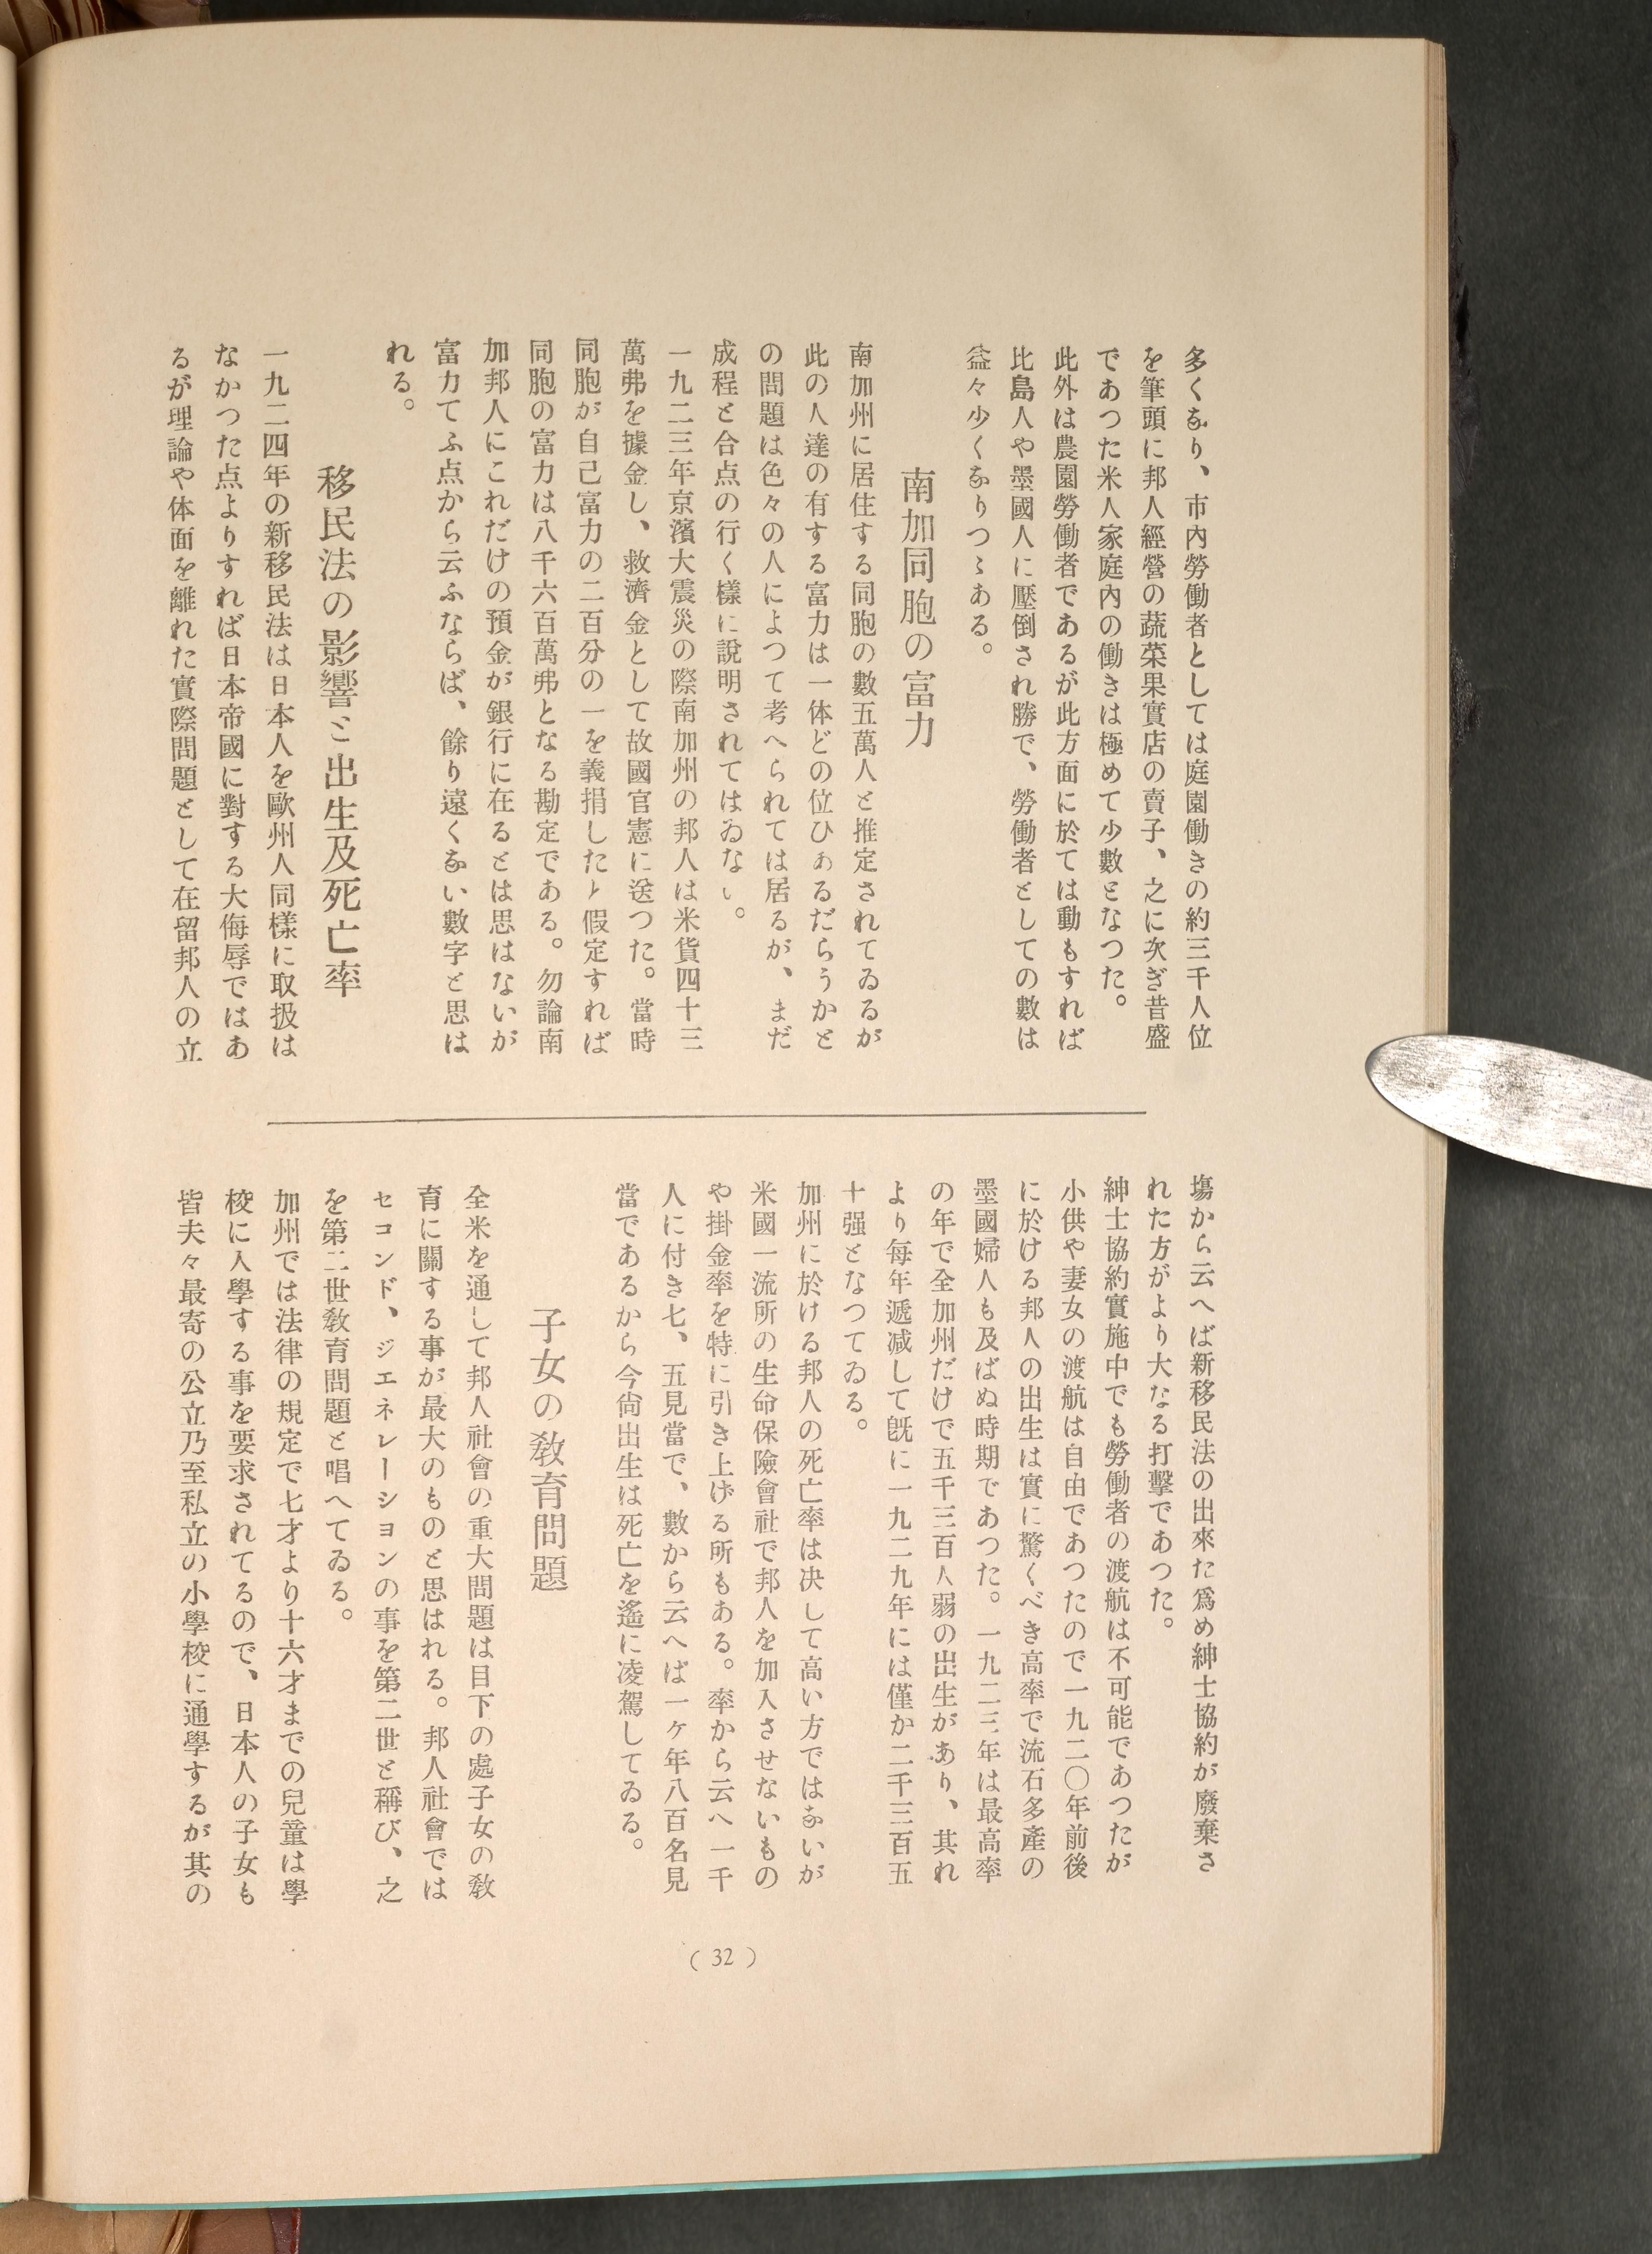 多くなり、市內勞働者としては庭園働きの約三千人位
を筆頭に邦人經營の蔬菜果實店の賣子、之に次ぎ昔盛
であつた米人家庭內の働きは極めて少數となつた。
此外は農園勞働者であるが此方面に於ては動もすれば
比島人や墨國人に壓倒され勝で、勞働者としての數は
益々少くなりつゝある。
南加同胞の富力
南加州に居住する同胞の數五萬人と推定されてゐるが
此の人達の有する富力は一体どの位ひあるだらうかと
の問題は色々の人によつて考へられては居るが、まだ
成程と合点の行く樣に說明されてはゐない。
一九二三年京濱大震災の際南加州の邦人は米貨四十三
萬弗を據金し、救濟金として故國官憲に送つた。當時
同胞が自己富力の二百分の一を義捐したと假定すれば
同胞の富力は八千六百萬弗となる勘定である。勿論南
加邦人にこれだけの預金が銀行に在るとは思はないが
富力てふ点から云ふならば、餘り遠くない數字と思は
れる。
移民法の影響と出生及死亡率
一九二四年の新移民法は日本人を歐州人同樣に取扱は
なかつた点よりすれば日本帝國に對する大侮辱ではあ
るが理論や体面を離れた實際問題として在留邦人の立
塲から云へば新移民法の出來た爲め紳士協約が廢棄さ
れた方がより大なる打擊であつた。
紳士協約實施中でも勞働者の渡航は不可能であつたが
小供や妻女の渡航は自由であつたので一九二〇年前後
に於ける邦人の出生は實に驚くべき高率で流石多產の
墨國婦人も及ばぬ時期であつた。一九二三年は最高率
の年で全加州だけで五千三百人弱の出生があり、其れ
より每年遞減して旣に一九二九年には僅か二千三百五
十强となつてゐる。
加州に於ける邦人の死亡率は決して高い方ではないが
米國一流所の生命保險會社で邦人を加入させないもの
や掛金率を特に引き上げる所もある。率から云へ一千
人に付き七、五見當で、數から云へば一ケ年八百名見
當であるから今尙出生は死亡を遙に凌駕してゐる。
子女の敎育問題
全米を通して邦人社會の重大問題は目下の處子女の敎
育に關する事が最大のものと思はれる。邦人社會では
セコンド、ジエネレーションの事を第二世と稱び、之
を第二世敎育問題と唱へてゐる。
加州では法律の規定で七才より十六才までの兒童は學
校に入學する事を要求されてるので、日本人の子女も
皆夫々最寄の公立乃至私立の小學校に通學するが其の
( 32 )